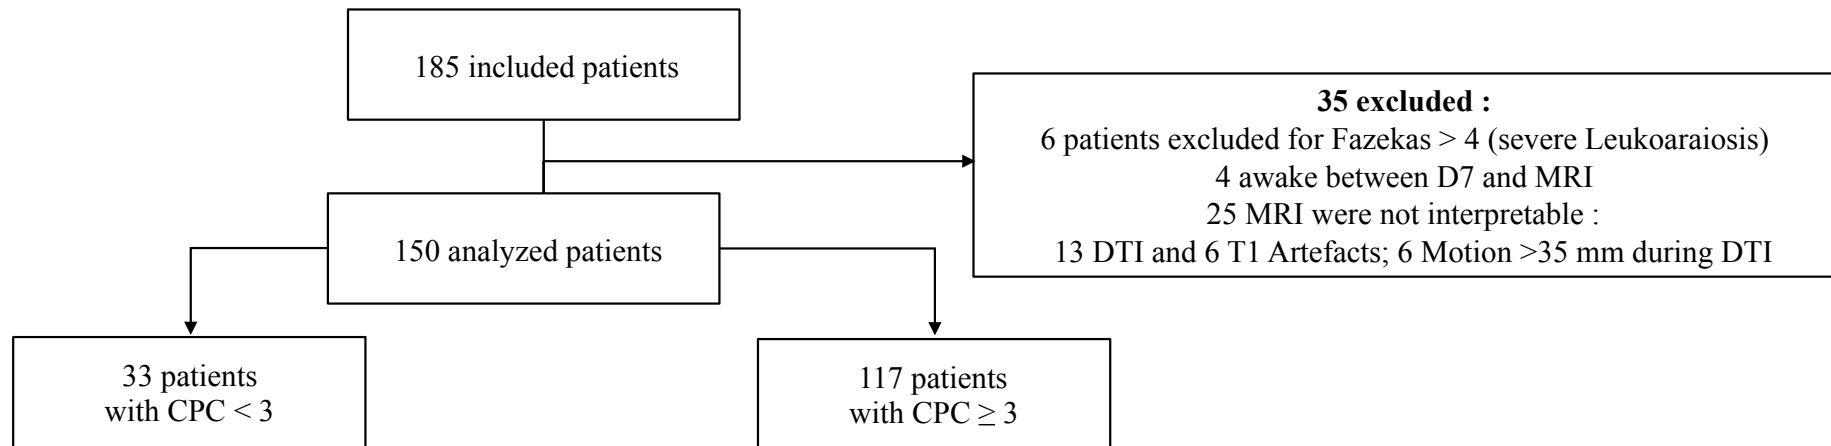 185 included patients
35 excluded :
6 patients excluded for Fazekas > 4 (severe Leukoaraiosis)
4 awake between D7 and MRI
25 MRI were not interpretable :
13 DTI and 6 T1 Artefacts; 6 Motion >35 mm during DTI
150 analyzed patients
33 patients
with CPC < 3
117 patients
with CPC ≥ 3